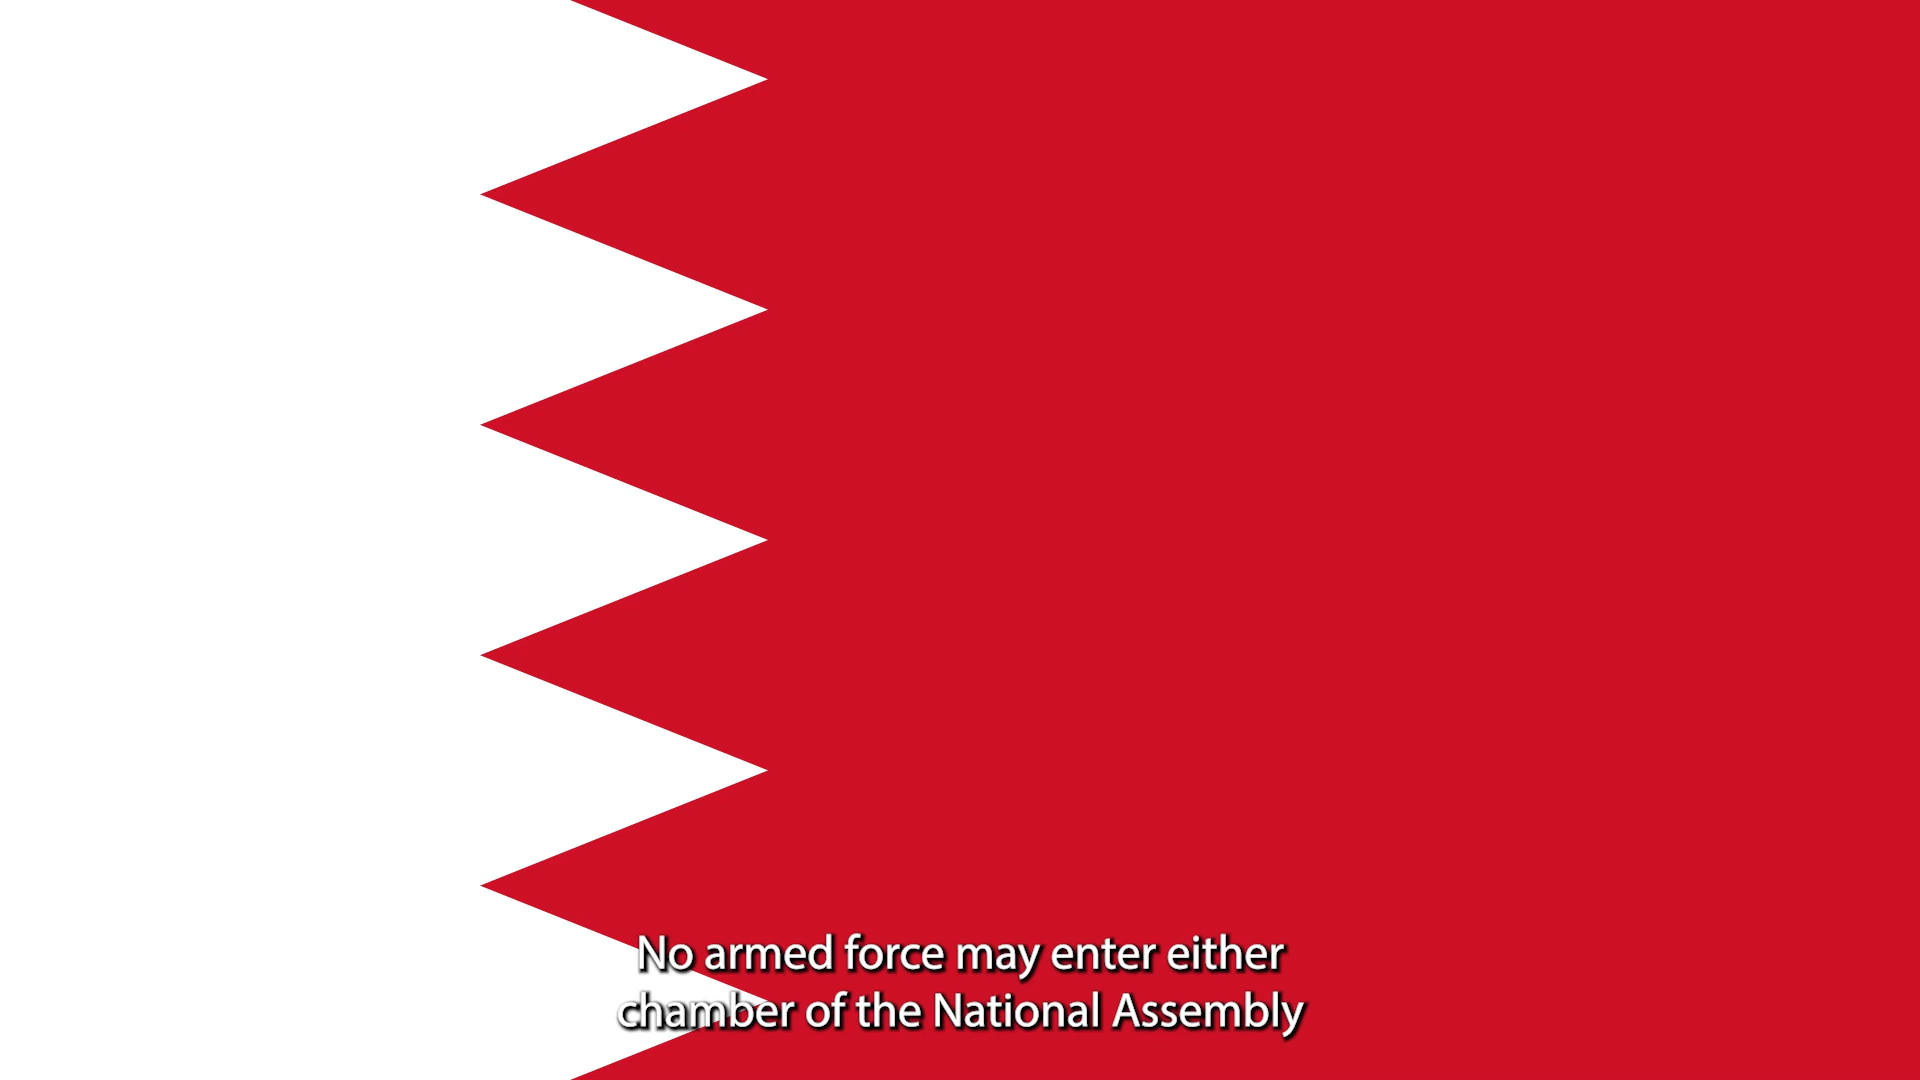 No armed force may enter either
chamber of the National Assembly